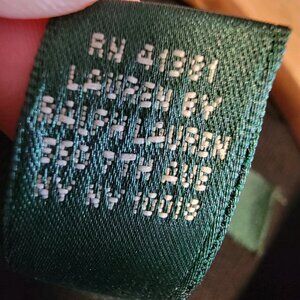 RN 41381
LAUREN BY
RALPH LAUREN
550 7TH AVE
NY NY 10018